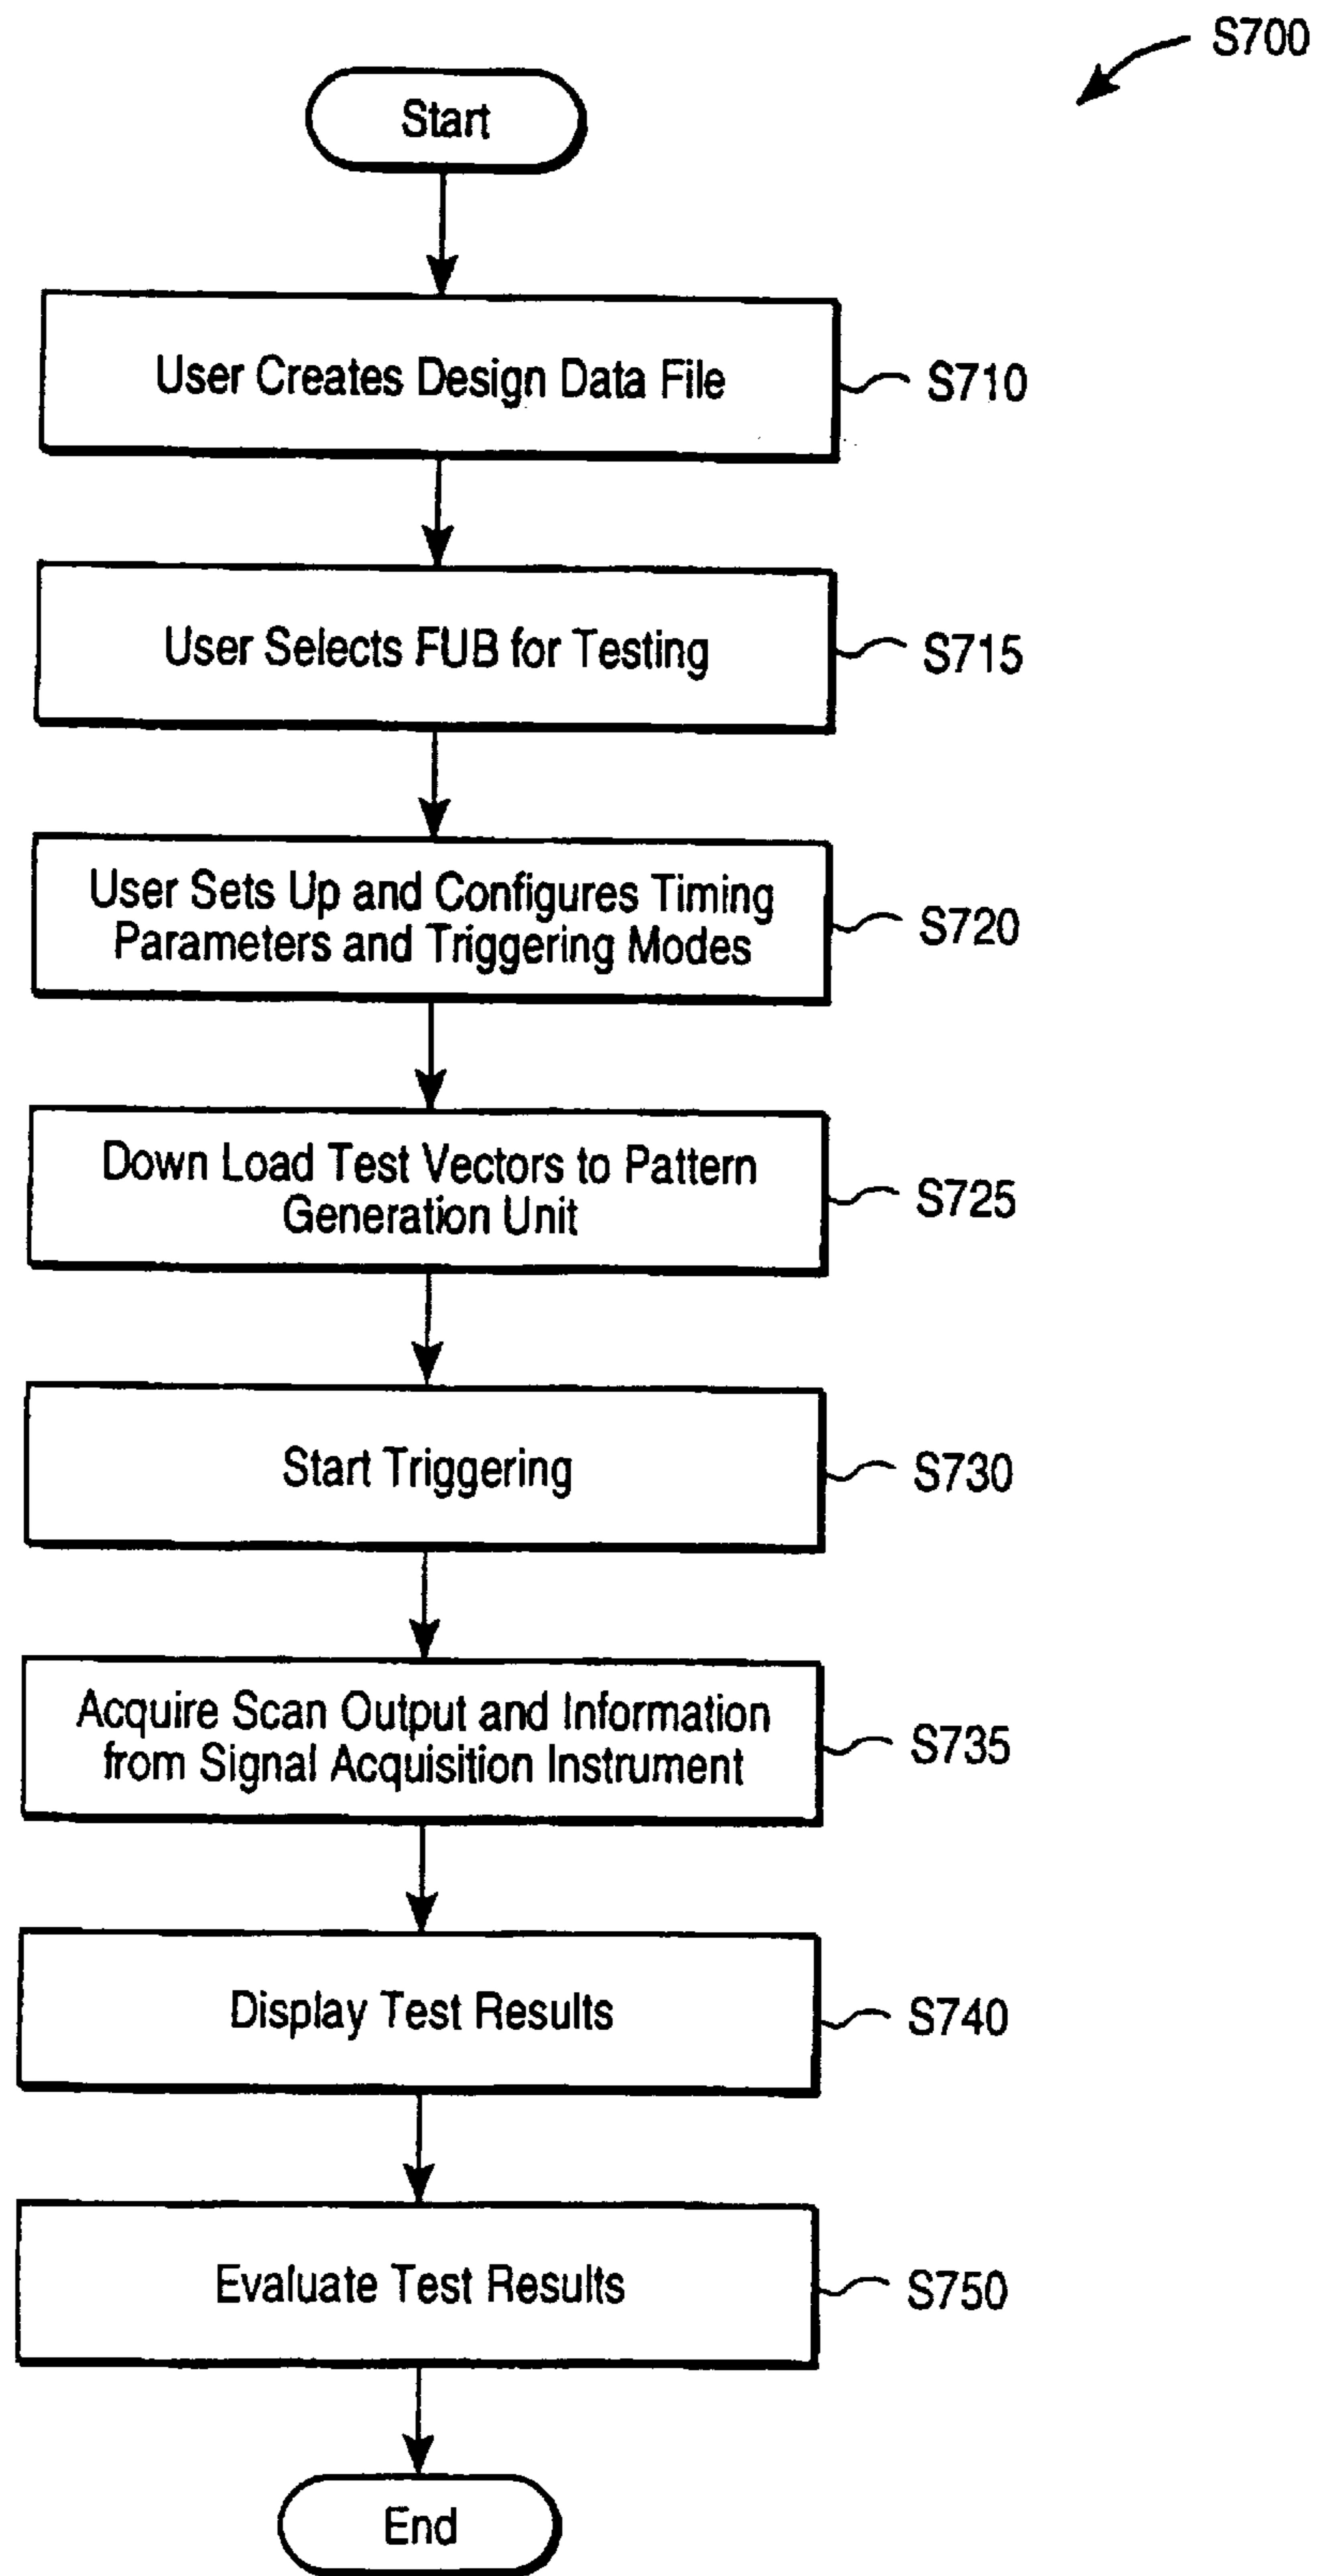 S700
Start
User Creates Design Data File
S710
User Selects FUB for Testing
S715
User Sets Up and Configures Timing
Parameters and Triggering Modes
S720
Down Load Test Vectors to Pattern
Generation Unit
S725
Start Triggering
S730
Acquire Scan Output and Information
from Signal Acquisition Instrument
S735
Display Test Results
S740
Evaluate Test Results
S750
End